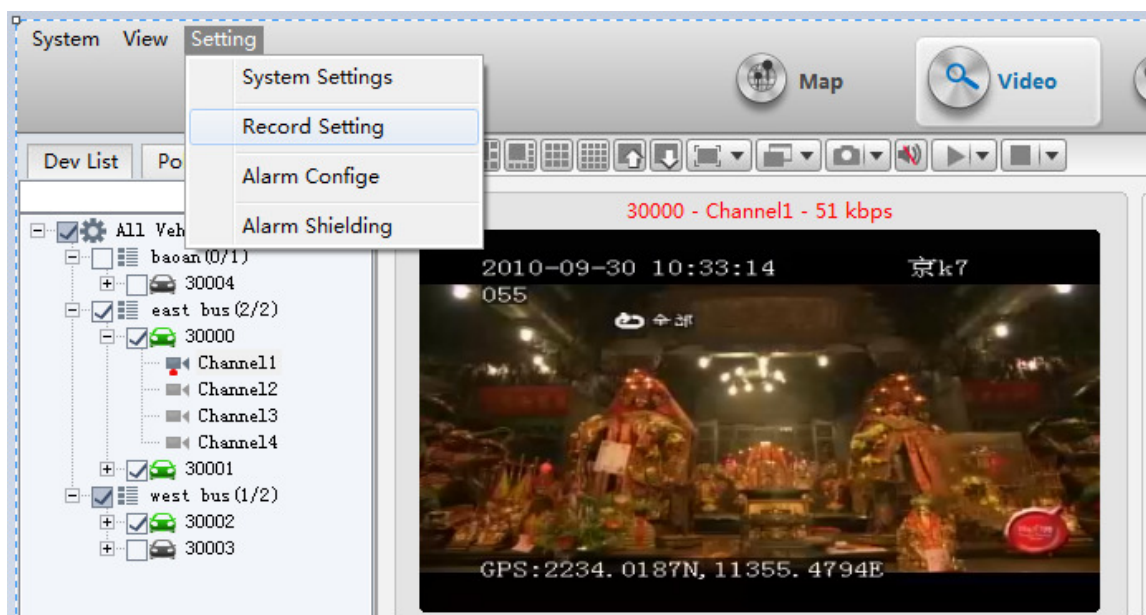 System View Setting
System Settings
Record Setting
Alarm Confige
Alarm Shielding
Map
Video
Dev List Po
All Veh
baoan(0/1)
30004
east bus(2/2)
30000
Channel1
Channel2
Channel3
Channel4
30001
west bus(1/2)
30002
30003
30000 - Channel1 - 51 kbps
2010-09-30 10:33:14 京k7
055
全部
GPS:2234.0187N,11355.4794E